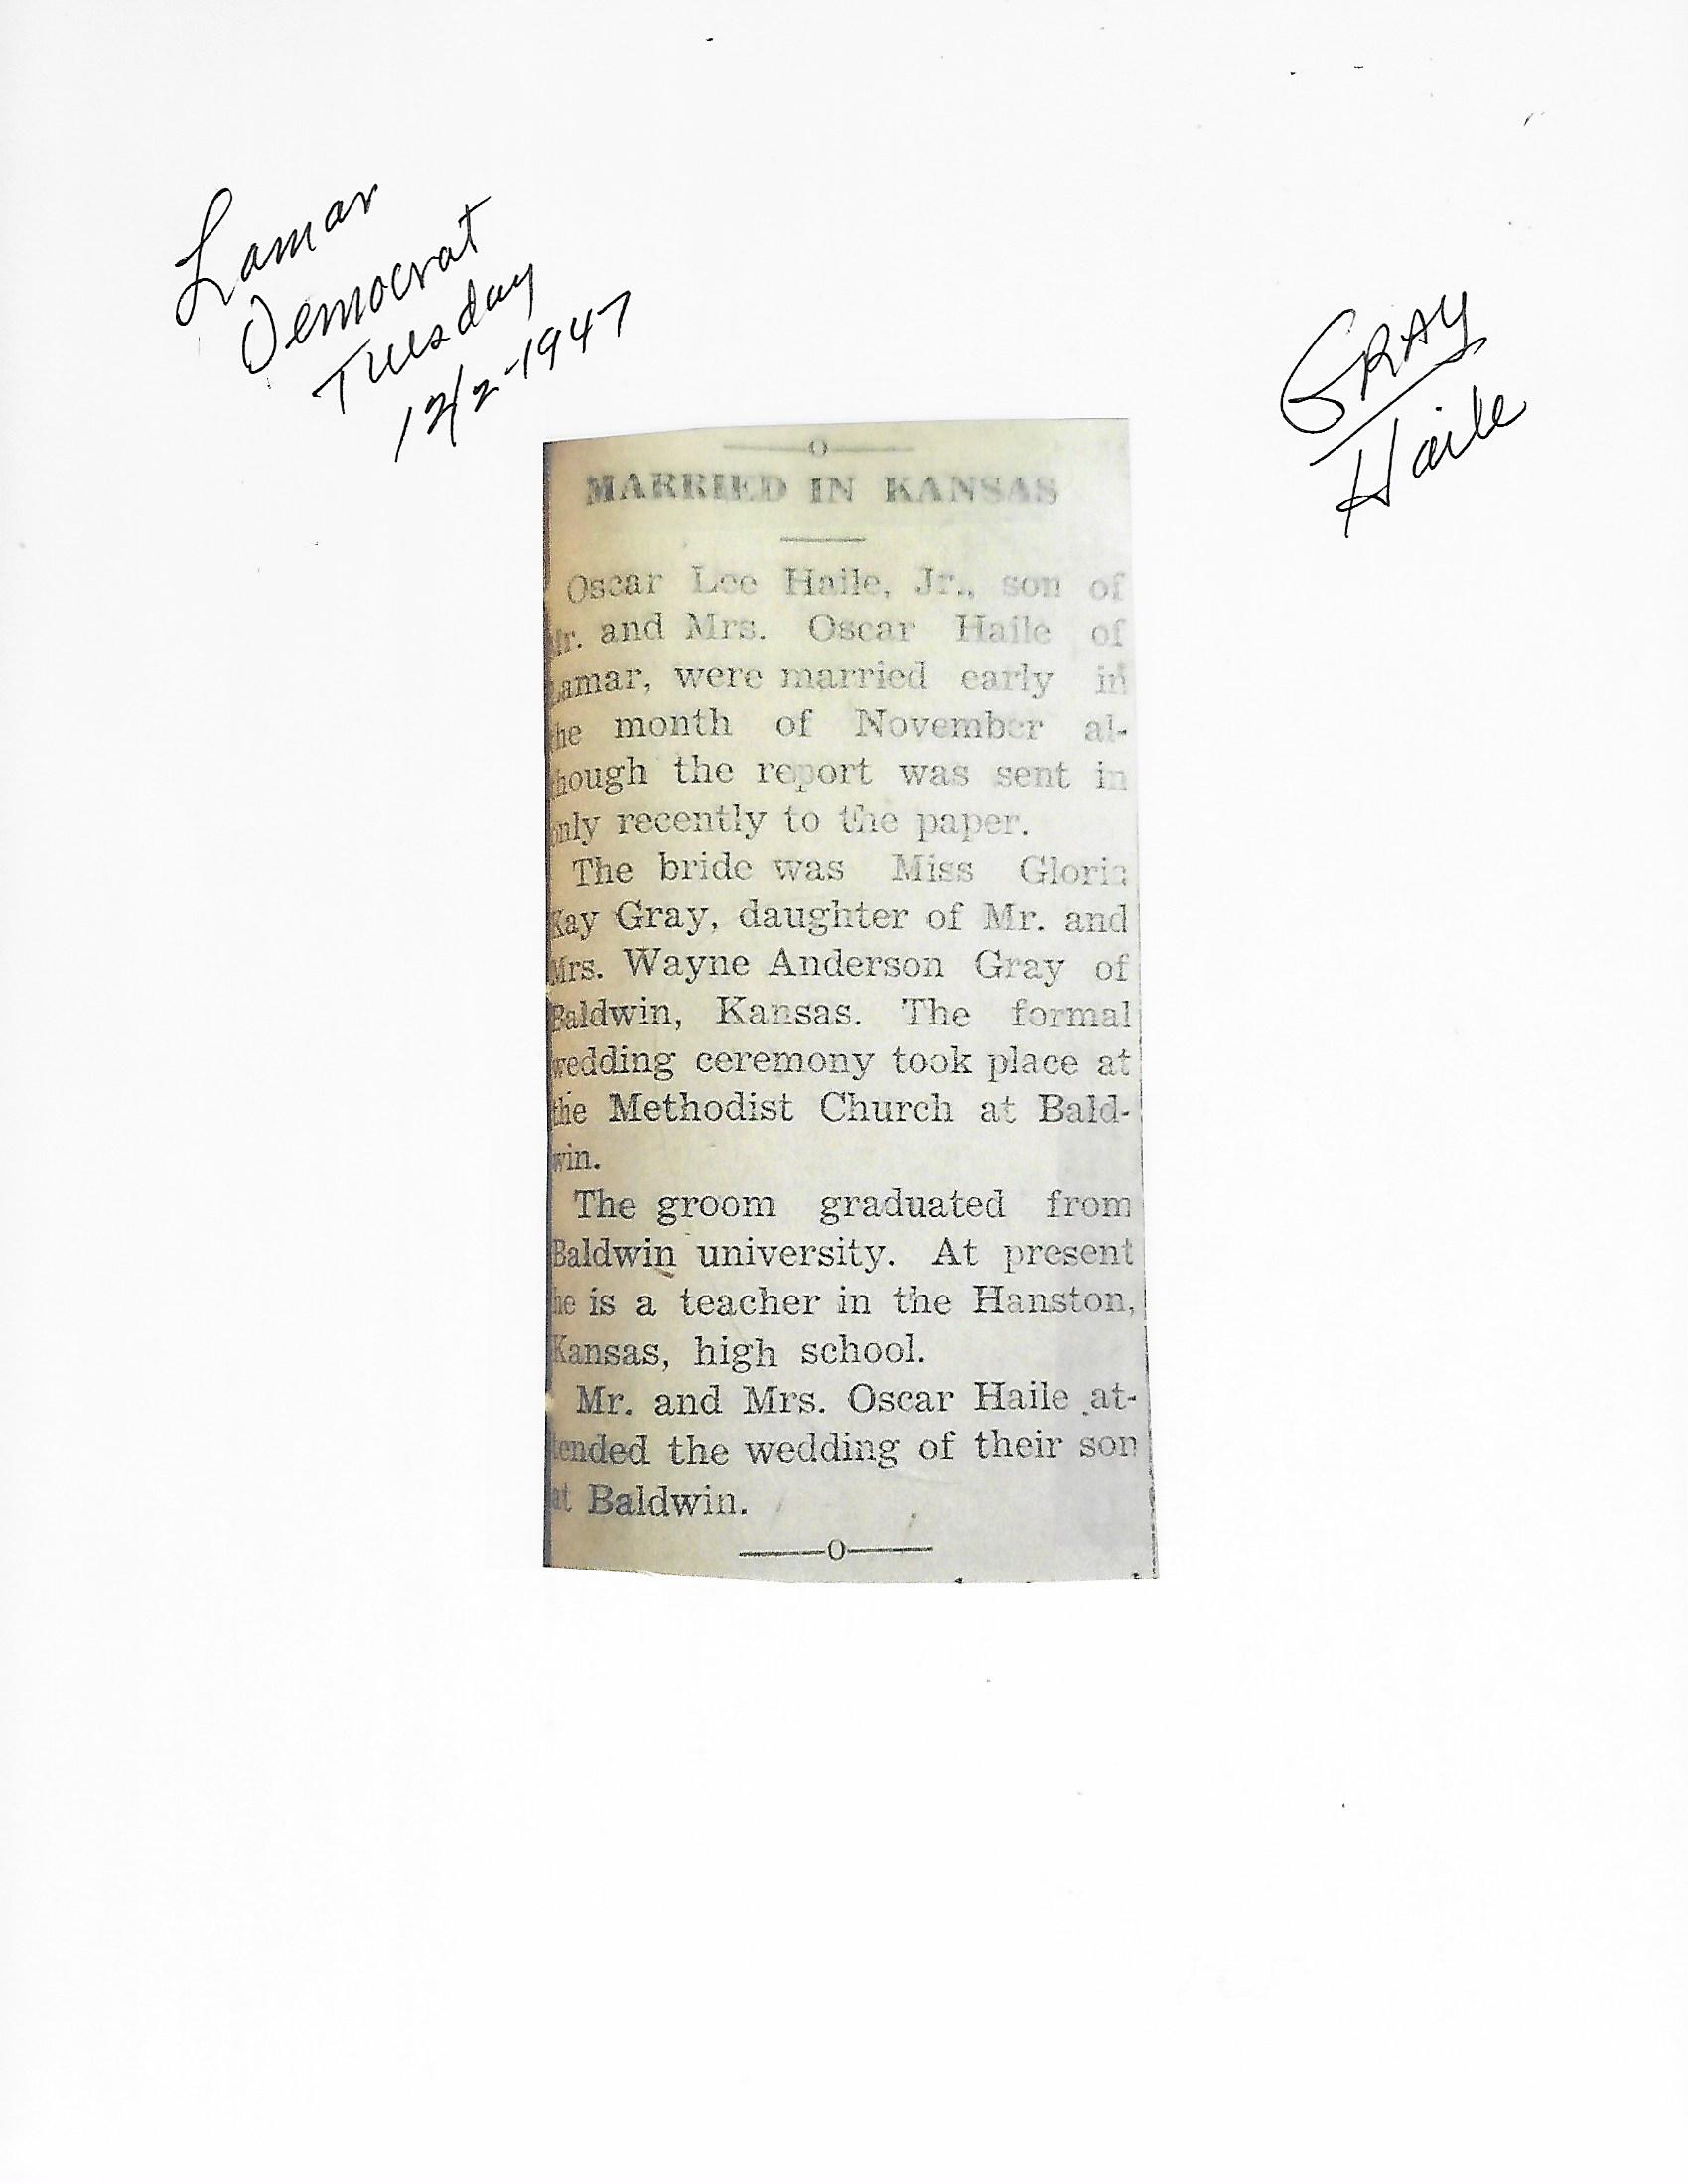 Lamar
Democrat
Tuesday
12/2-1947
GRAY
Haile
—o—
MARRIED IN KANSAS
Oscar Lee Haile, Jr., son of
Mr. and Mrs. Oscar Haile of
Lamar, were married early in
the month of November al-
though the report was sent in
only recently to the paper.
The bride was Miss Gloria
Kay Gray, daughter of Mr. and
Mrs. Wayne Anderson Gray of
Baldwin, Kansas. The formal
wedding ceremony took place at
the Methodist Church at Bald-
win.
The groom graduated from
Baldwin university. At present
he is a teacher in the Hanston,
Kansas, high school.
Mr. and Mrs. Oscar Haile at-
tended the wedding of their son
at Baldwin.
—o—